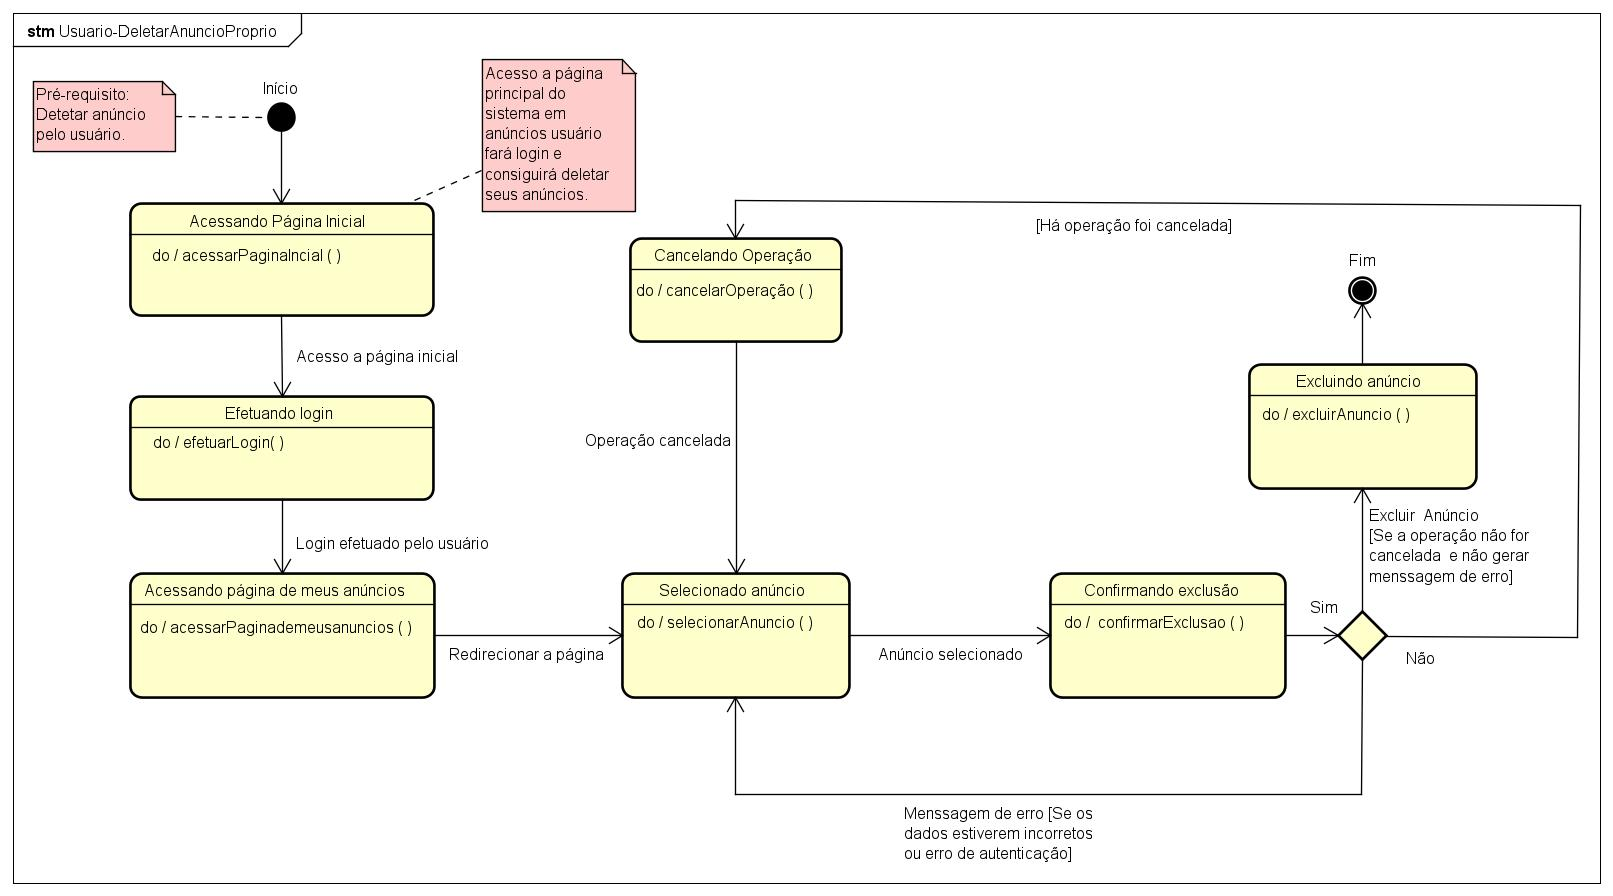 stm Usuario-DeletarAnuncioProprio
Pré-requisito:
Detetar anúncio
pelo usuário.
Início
Acesso a página
principal do
sistema em
anúncios usuário
fará login e
consiguirá deletar
seus anúncios.
Acessando Página Inicial
do / acessarPaginaIncial ( )
Acesso a página inicial
Efetuando login
do / efetuarLogin( )
Login efetuado pelo usuário
Acessando página de meus anúncios
do / acessarPaginademeusanuncios ( )
Redirecionar a página
Cancelando Operação
do / cancelarOperação ( )
Operação cancelada
Selecionado anúncio
do / selecionarAnuncio ( )
Anúncio selecionado
Confirmando exclusão
do /  confirmarExclusao ( )
[Há operação foi cancelada]
Fim
Excluindo anúncio
do / excluirAnuncio ( )
Excluir  Anúncio
[Se a operação não for
cancelada  e não gerar
menssagem de erro]
Sim
Não
Menssagem de erro [Se os
dados estiverem incorretos
ou erro de autenticação]